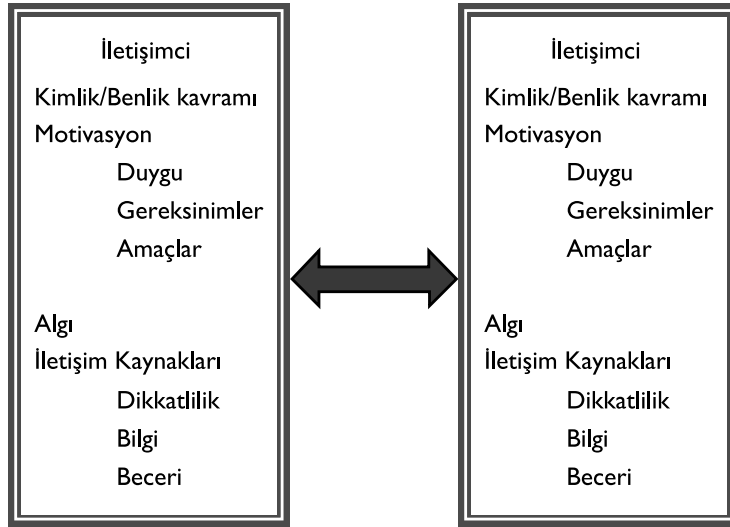 İletişimci
Kimlik/Benlik kavramı
Motivasyon
Duygu
Gereksinimler
Amaçlar
Algı
İletişim Kaynakları
Dikkatlilik
Bilgi
Beceri
İletişimci
Kimlik/Benlik kavramı
Motivasyon
Duygu
Gereksinimler
Amaçlar
Algı
İletişim Kaynakları
Dikkatlilik
Bilgi
Beceri